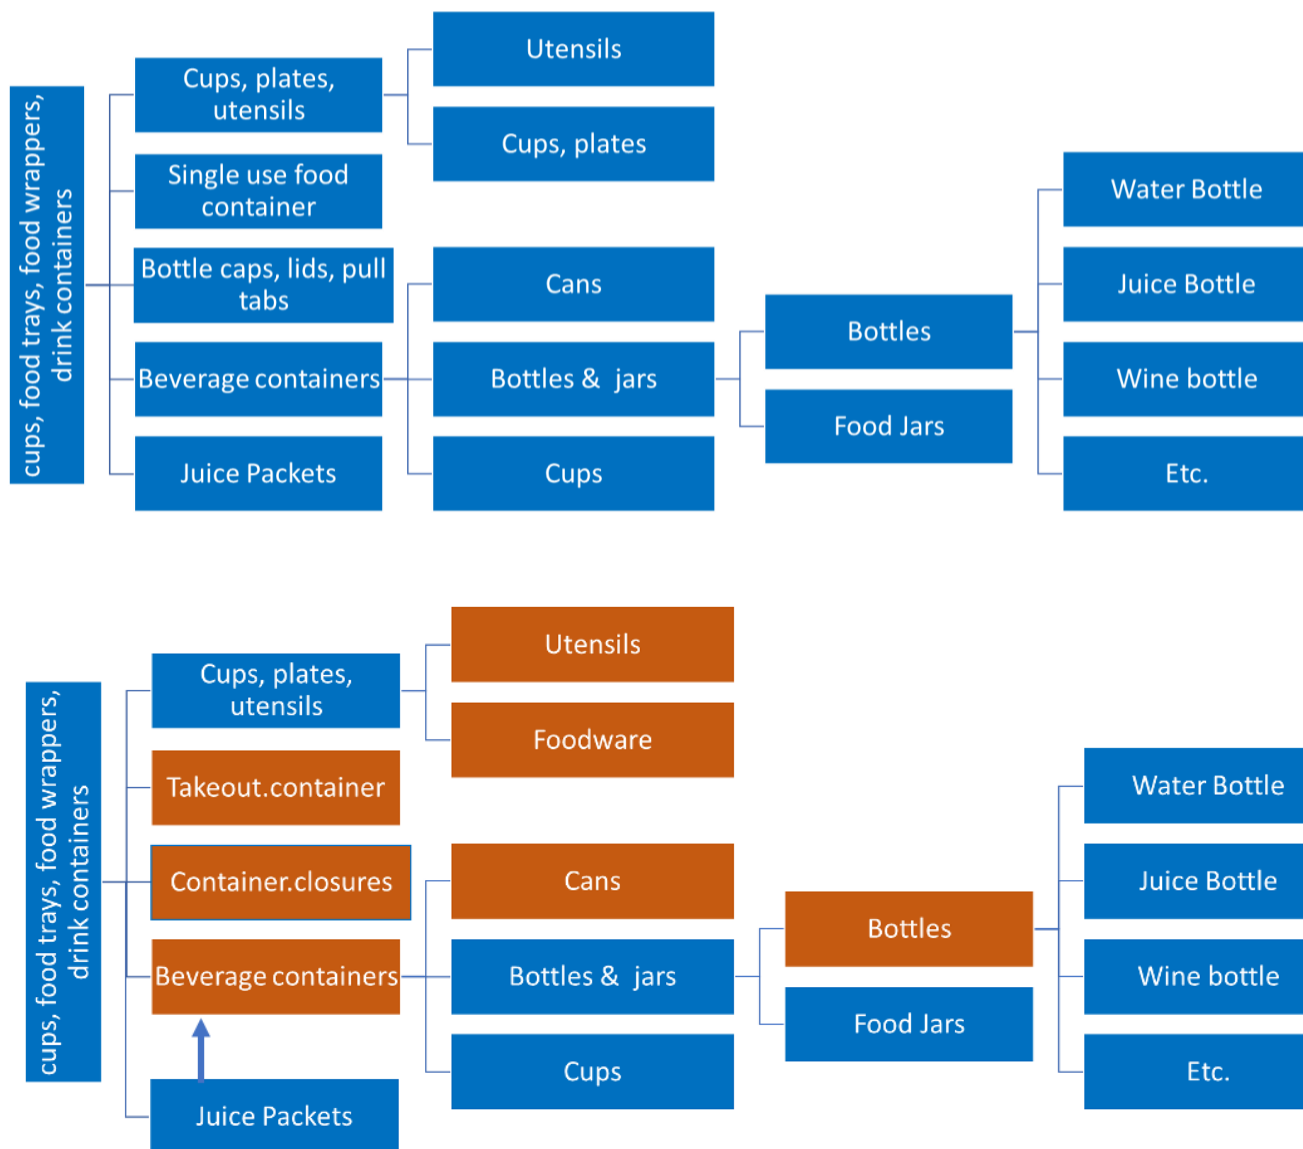 cups, food trays, food wrappers,
drink containers
Cups, plates,
utensils
Utensils
Cups, plates
Single use food
container
Bottle caps, lids, pull
tabs
Beverage containers
Cans
Bottles &  jars
Cups
Bottles
Food Jars
Water Bottle
Juice Bottle
Wine bottle
Etc.
Juice Packets
cups, food trays, food wrappers,
drink containers
Cups, plates,
utensils
Utensils
Foodware
Takeout.container
Container.closures
Beverage containers
Cans
Bottles &  jars
Cups
Bottles
Food Jars
Water Bottle
Juice Bottle
Wine bottle
Etc.
Juice Packets